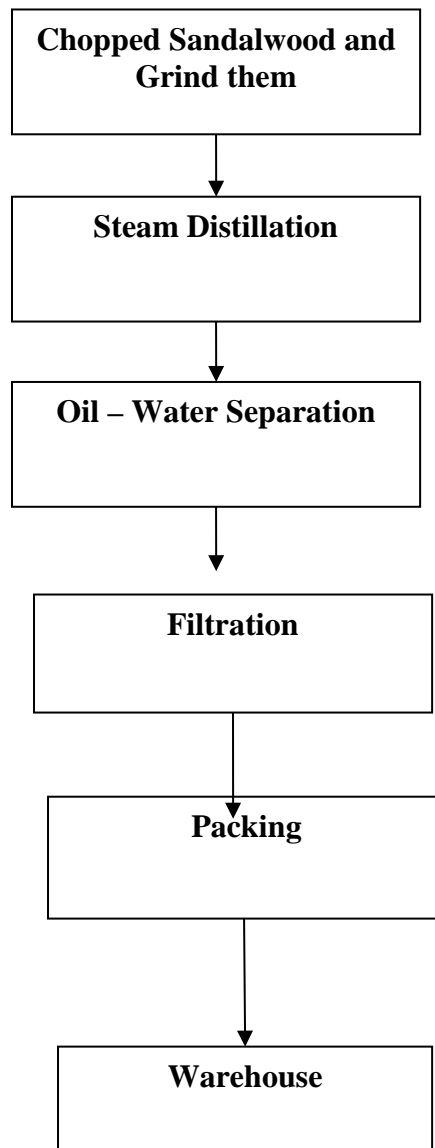 Chopped Sandalwood and
Grind them
Steam Distillation
Oil – Water Separation
Filtration
Packing
Warehouse